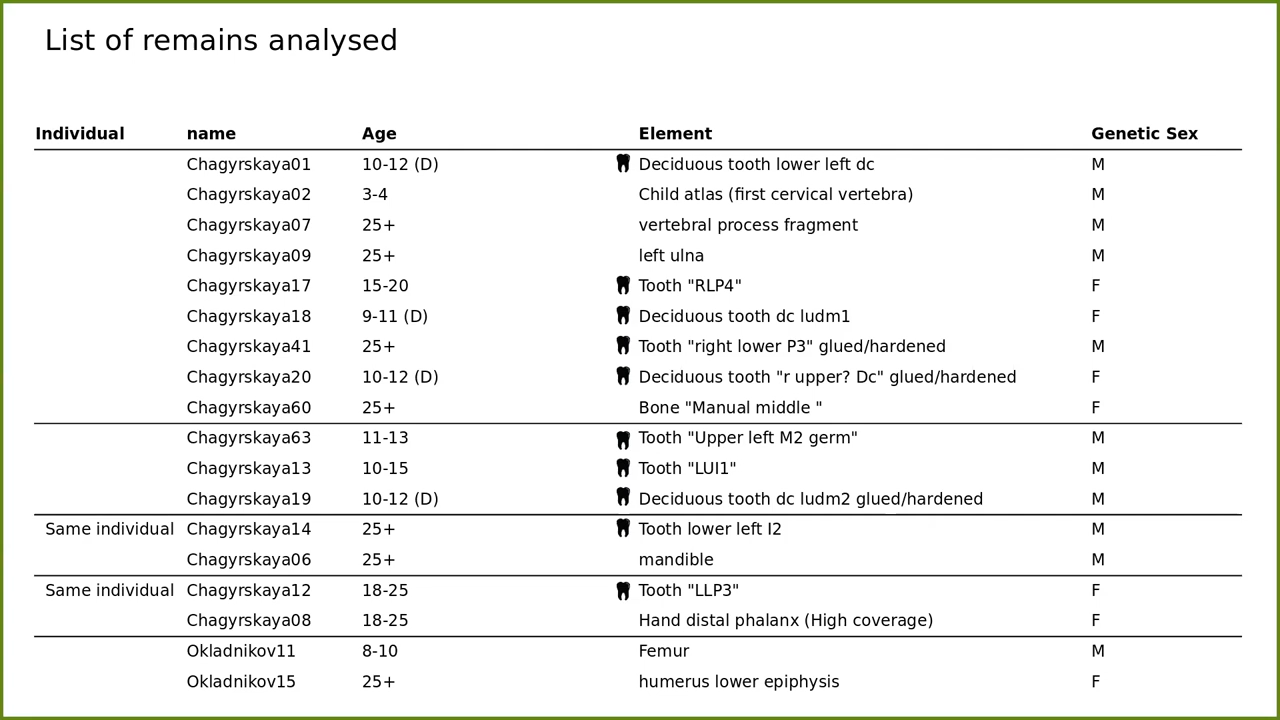 List of remains analysed
Individual name Age Element Genetic Sex
Chagyrskaya01 10-12 (D) Deciduous tooth lower left dc M
Chagyrskaya02 3-4 Child atlas (first cervical vertebra) M
Chagyrskaya07 25+ vertebral process fragment M
Chagyrskaya09 25+ left ulna M
Chagyrskaya17 15-20 Tooth "RLP4" F
Chagyrskaya18 9-11 (D) Deciduous tooth dc ludm1 F
Chagyrskaya41 25+ Tooth "right lower P3" glued/hardened M
Chagyrskaya20 10-12 (D) Deciduous tooth "r upper? Dc" glued/hardened F
Chagyrskaya60 25+ Bone "Manual middle " F
Chagyrskaya63 11-13 Tooth "Upper left M2 germ" M
Chagyrskaya13 10-15 Tooth "LUI1" M
Chagyrskaya19 10-12 (D) Deciduous tooth dc ludm2 glued/hardened M
Same individual Chagyrskaya14 25+ Tooth lower left I2 M
Chagyrskaya06 25+ mandible M
Same individual Chagyrskaya12 18-25 Tooth "LLP3" F
Chagyrskaya08 18-25 Hand distal phalanx (High coverage) F
Okladnikov11 8-10 Femur M
Okladnikov15 25+ humerus lower epiphysis F